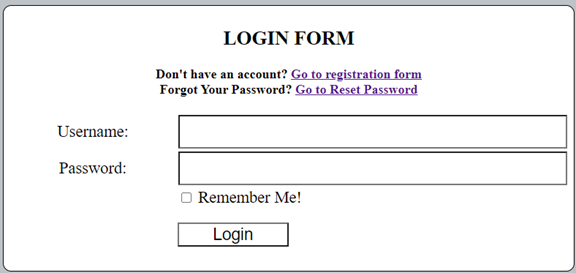 LOGIN FORM
Don't have an account? Go to registration form
Forgot Your Password? Go to Reset Password
Username:
Password:
Remember Me!
Login